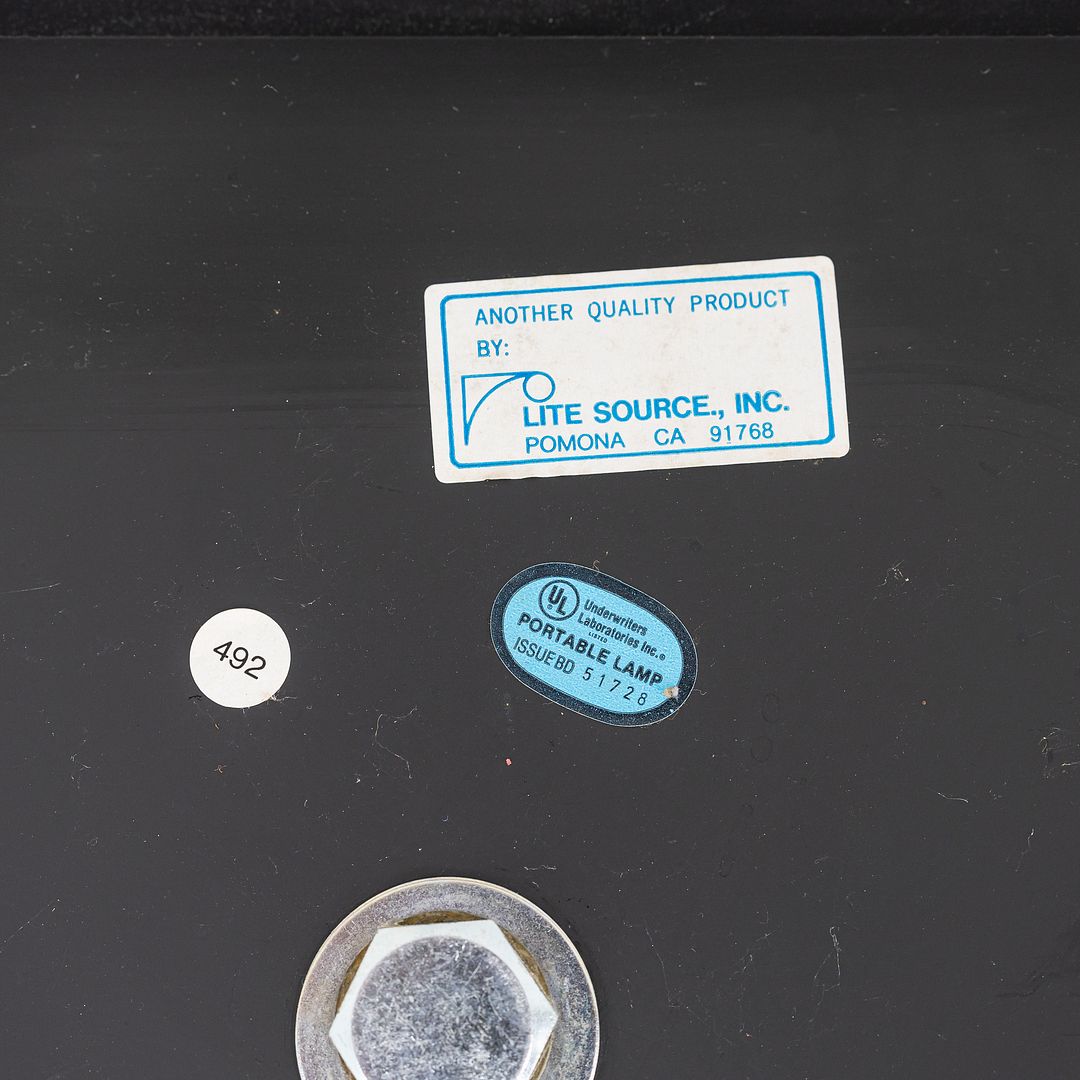 ANOTHER QUALITY PRODUCT
BY:
LITE SOURCE., INC.
POMONA CA 91768
UL
Underwriters
Laboratories Inc.®
LISTED
PORTABLE LAMP
ISSUE BD 51728
492